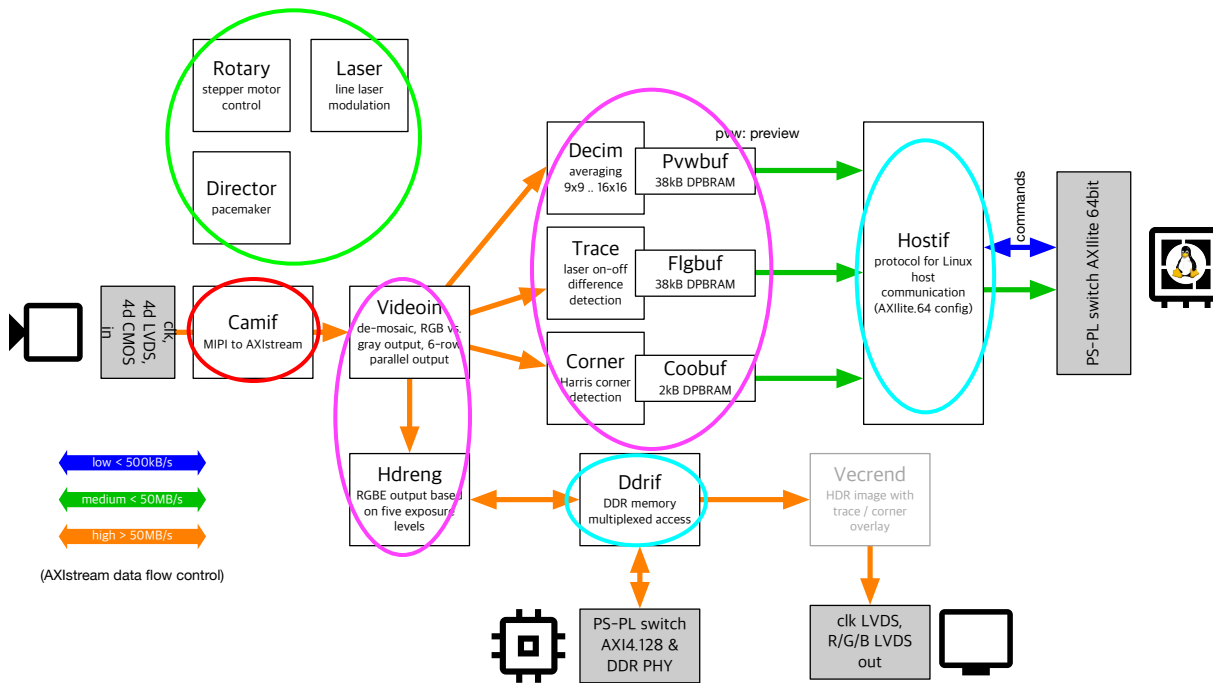 Rotary
stepper motor
control
Laser
line laser
modulation
Director
pacemaker
clk,
4d LVDS,
4d CMOS
in
Camif
MIPI to AXIstream
Videoin
de-mosaic, RGB vs.
gray output, 6-row
parallel output
Decim
averaging
9x9 .. 16x16
pvw: preview
Pvwbuf
38kB DPBRAM
Trace
laser on-off
difference
detection
Flgbuf
38kB DPBRAM
Corner
Harris corner
detection
Coobuf
2kB DPBRAM
Hostif
protocol for Linux
host
communication
(AXIlite.64 config)
commands
PS-PL switch AXIlite 64bit
low < 500kB/s
medium < 50MB/s
high > 50MB/s
(AXIstream data flow control)
Hdreng
RGBE output based
on five exposure
levels
Ddrif
DDR memory
multiplexed access
Vecrend
HDR image with
trace / corner
overlay
PS-PL switch
AXI4.128 &
DDR PHY
clk LVDS,
R/G/B LVDS
out